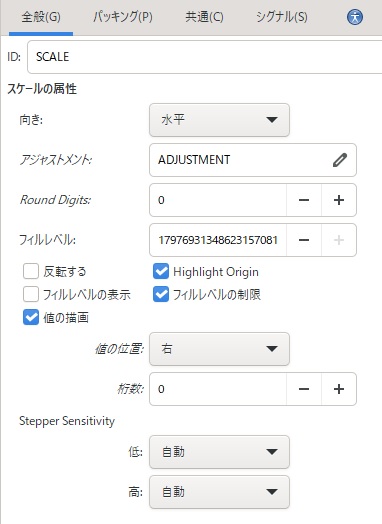 全般(G) パッキング(P) 共通(C) シグナル(S)
ID: SCALE
スケールの属性
向き: 水平
アジャストメント: ADJUSTMENT
Round Digits: 0
フィルレベル: 17976931348623157081
反転する Highlight Origin
フィルレベルの表示 フィルレベルの制限
値の描画
値の位置: 右
桁数: 0
Stepper Sensitivity
低: 自動
高: 自動